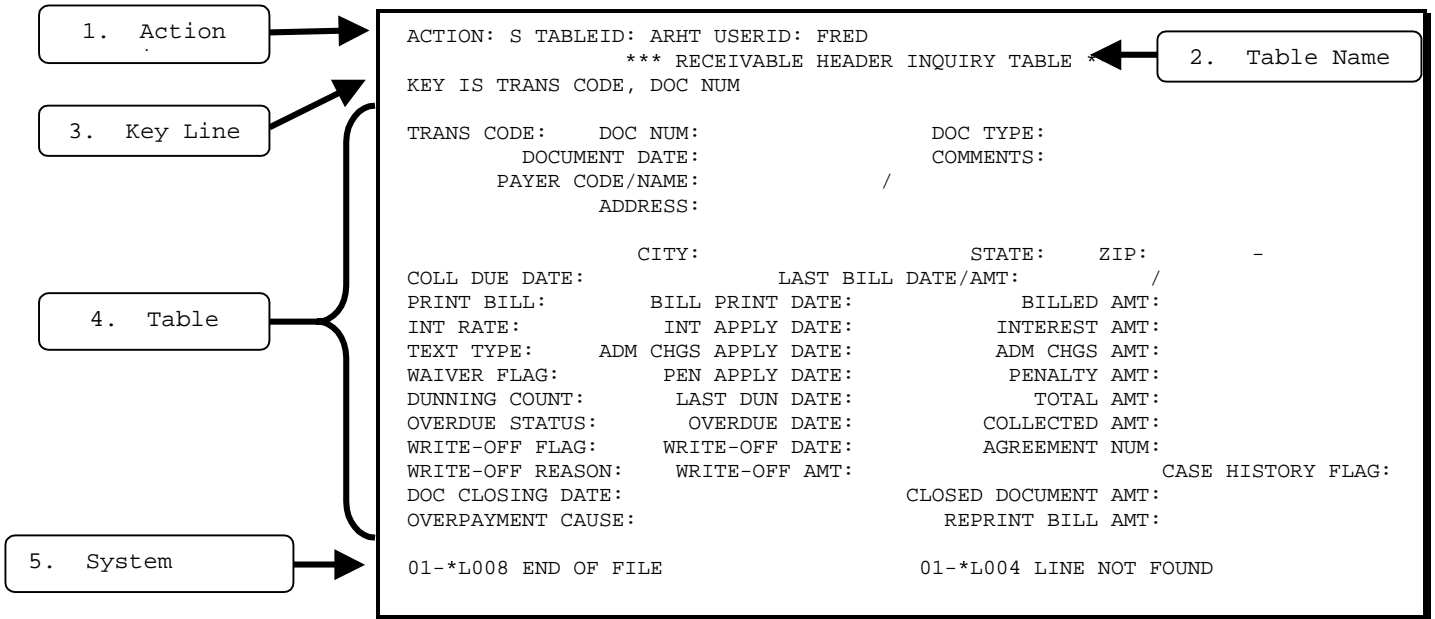 1. Action
ACTION: S TABLEID: ARHT USERID: FRED
*** RECEIVABLE HEADER INQUIRY TABLE *
2. Table Name
KEY IS TRANS CODE, DOC NUM
3. Key Line
TRANS CODE: DOC NUM: DOC TYPE:
DOCUMENT DATE: COMMENTS:
PAYER CODE/NAME: /
ADDRESS:
CITY: STATE: ZIP: -
COLL DUE DATE: LAST BILL DATE/AMT: /
PRINT BILL: BILL PRINT DATE: BILLED AMT:
4. Table
INT RATE: INT APPLY DATE: INTEREST AMT:
TEXT TYPE: ADM CHGS APPLY DATE: ADM CHGS AMT:
WAIVER FLAG: PEN APPLY DATE: PENALTY AMT:
DUNNING COUNT: LAST DUN DATE: TOTAL AMT:
OVERDUE STATUS: OVERDUE DATE: COLLECTED AMT:
WRITE-OFF FLAG: WRITE-OFF DATE: AGREEMENT NUM:
WRITE-OFF REASON: WRITE-OFF AMT: CASE HISTORY FLAG:
DOC CLOSING DATE: CLOSED DOCUMENT AMT:
OVERPAYMENT CAUSE: REPRINT BILL AMT:
5. System
01-*L008 END OF FILE 01-*L004 LINE NOT FOUND